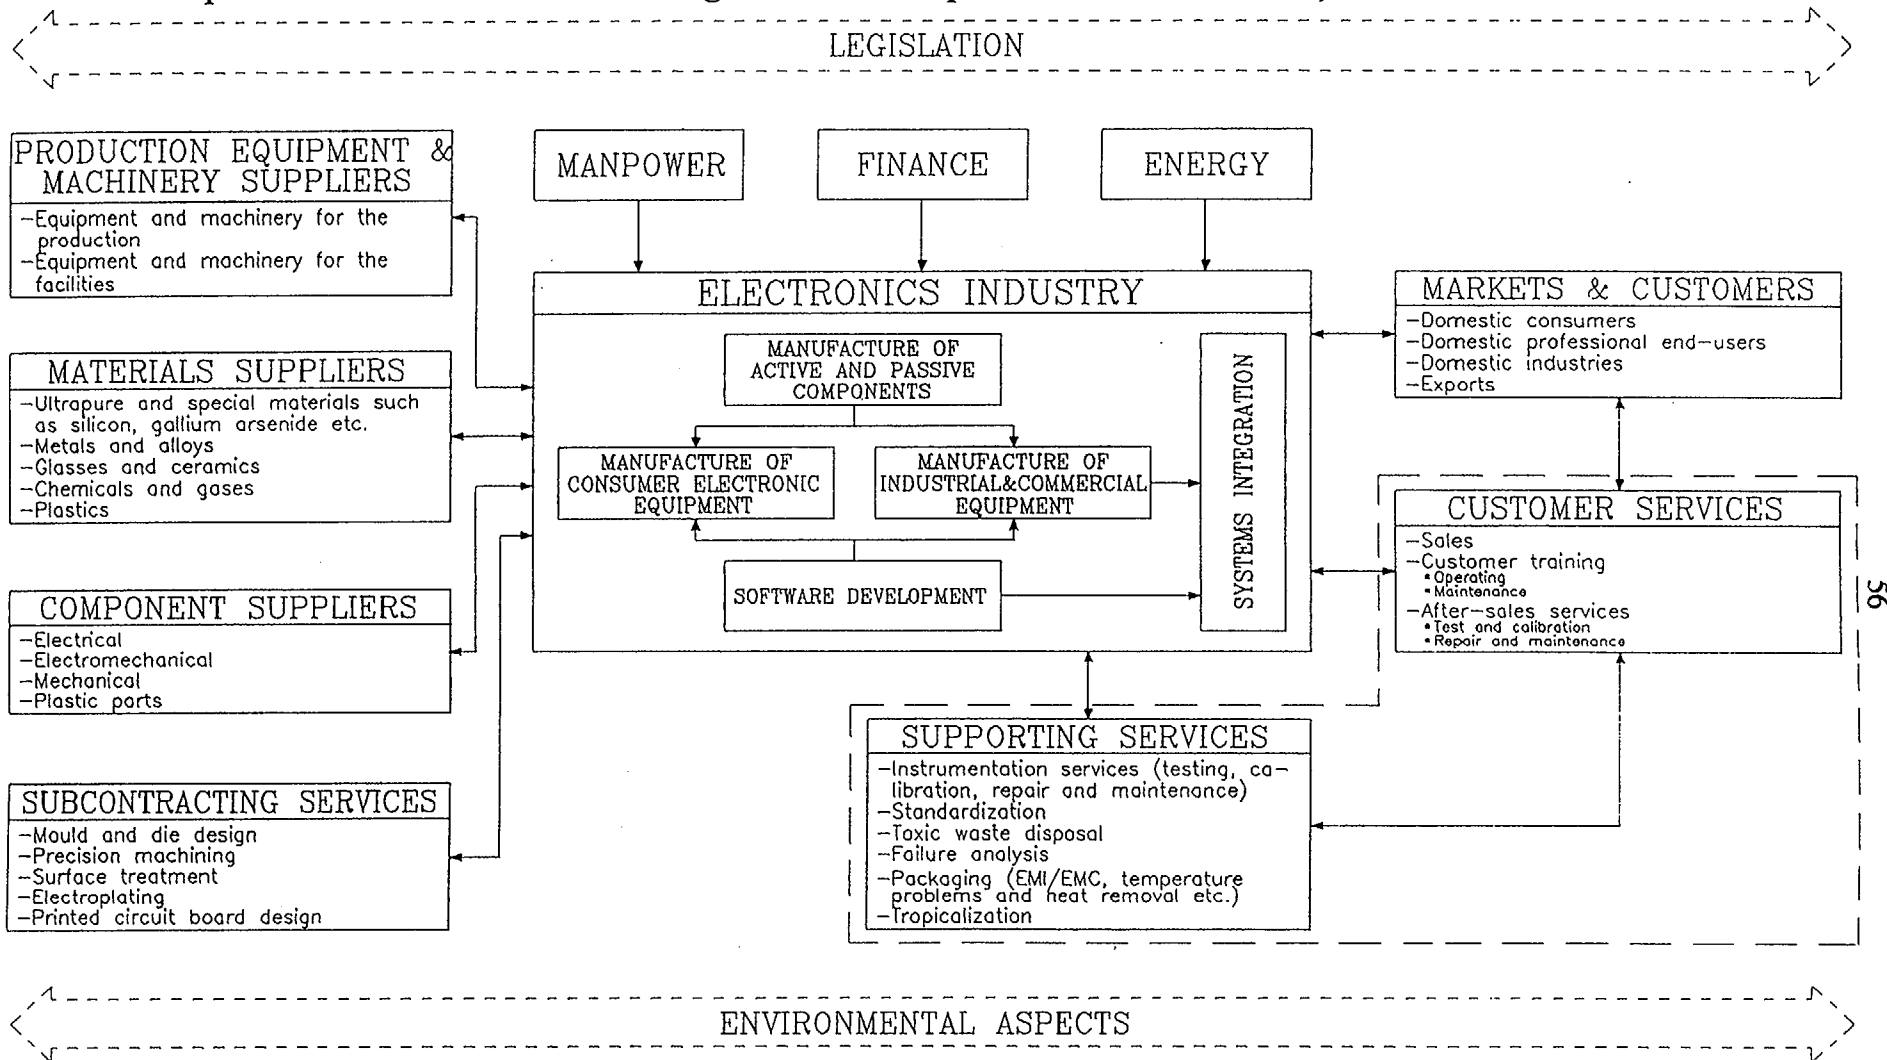 LEGISLATION
PRODUCTION EQUIPMENT &
MACHINERY SUPPLIERS
-Equipment and machinery for the
production
-Equipment and machinery for the
facilities
MANPOWER
FINANCE
ENERGY
ELECTRONICS INDUSTRY
MANUFACTURE OF
ACTIVE AND PASSIVE
COMPONENTS
MANUFACTURE OF
CONSUMER ELECTRONIC
EQUIPMENT
MANUFACTURE OF
INDUSTRIAL&COMMERCIAL
EQUIPMENT
SOFTWARE DEVELOPMENT
SYSTEMS INTEGRATION
MATERIALS SUPPLIERS
-Ultrapure and special materials such
as silicon, gallium arsenide etc.
-Metals and alloys
-Glasses and ceramics
-Chemicals and gases
-Plastics
COMPONENT SUPPLIERS
-Electrical
-Electromechanical
-Mechanical
-Plastic parts
SUBCONTRACTING SERVICES
-Mould and die design
-Precision machining
-Surface treatment
-Electroplating
-Printed circuit board design
MARKETS & CUSTOMERS
-Domestic consumers
-Domestic professional end-users
-Domestic industries
-Exports
CUSTOMER SERVICES
-Sales
-Customer training
• Operating
• Maintenance
-After-sales services
• Test and calibration
• Repair and maintenance
56
SUPPORTING SERVICES
-Instrumentation services (testing, ca-
libration, repair and maintenance)
-Standardization
-Toxic waste disposal
-Failure analysis
-Packaging (EMI/EMC, temperature
problems and heat removal etc.)
-Tropicalization
ENVIRONMENTAL ASPECTS